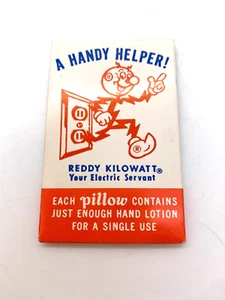 A HANDY HELPER!
REDDY KILOWATT®
Your Electric Servant
EACH pillow CONTAINS
JUST ENOUGH HAND LOTION
FOR A SINGLE USE